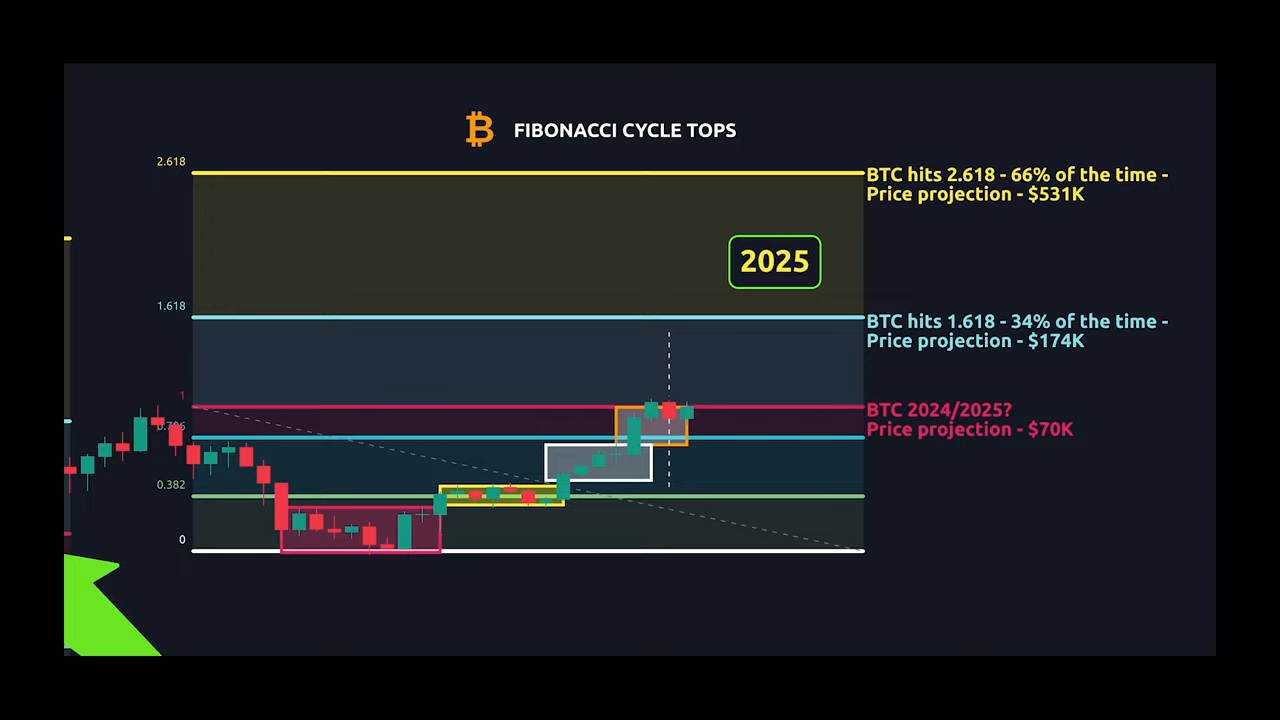 FIBONACCI CYCLE TOPS
2.618
BTC hits 2.618 - 66% of the time -
Price projection - $531K
2025
1.618
BTC hits 1.618 - 34% of the time -
Price projection - $174K
1
BTC 2024/2025?
Price projection - $70K
0.382
0